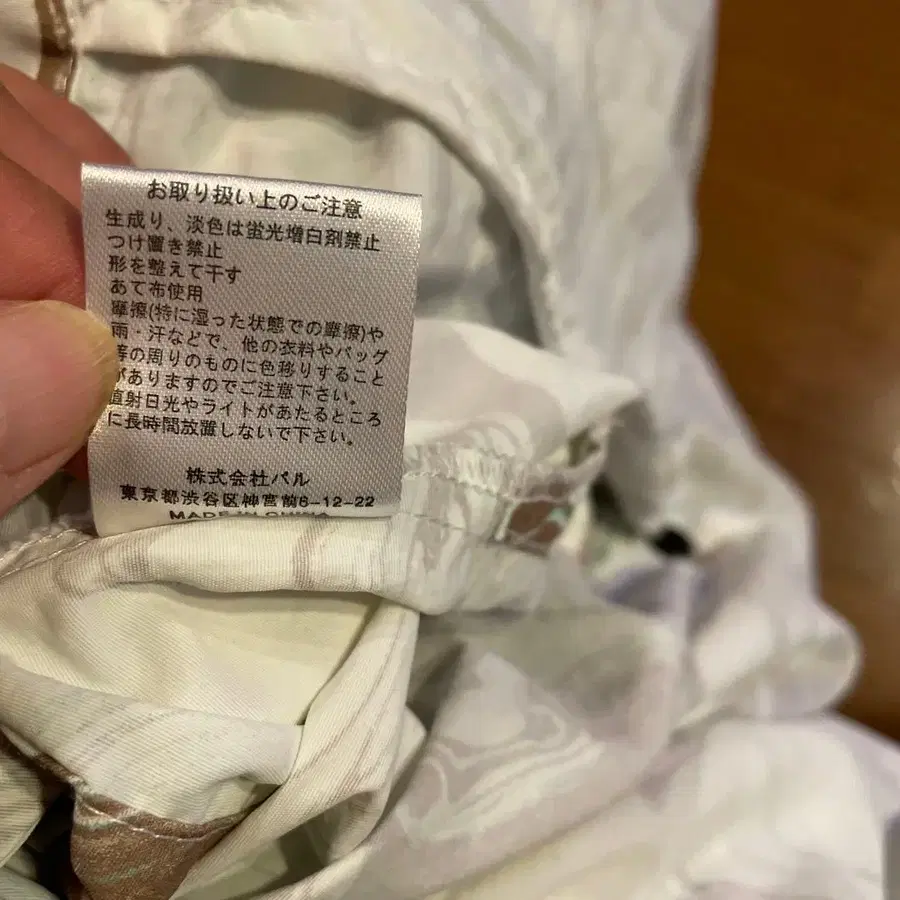 お取り扱い上のご注意
生成り、淡色は蛍光増白剤禁止
つけ置き禁止
形を整えて干す
あて布使用
摩擦(特に湿った状態での摩擦)や
雨・汗などで、他の衣料やバッグ
等の周りのものに色移りすること
がありますのでご注意下さい。
直射日光やライトがあたるところ
に長時間放置しないで下さい。
株式会社パル
東京都渋谷区神宮前6-12-22
MADE IN CHINA